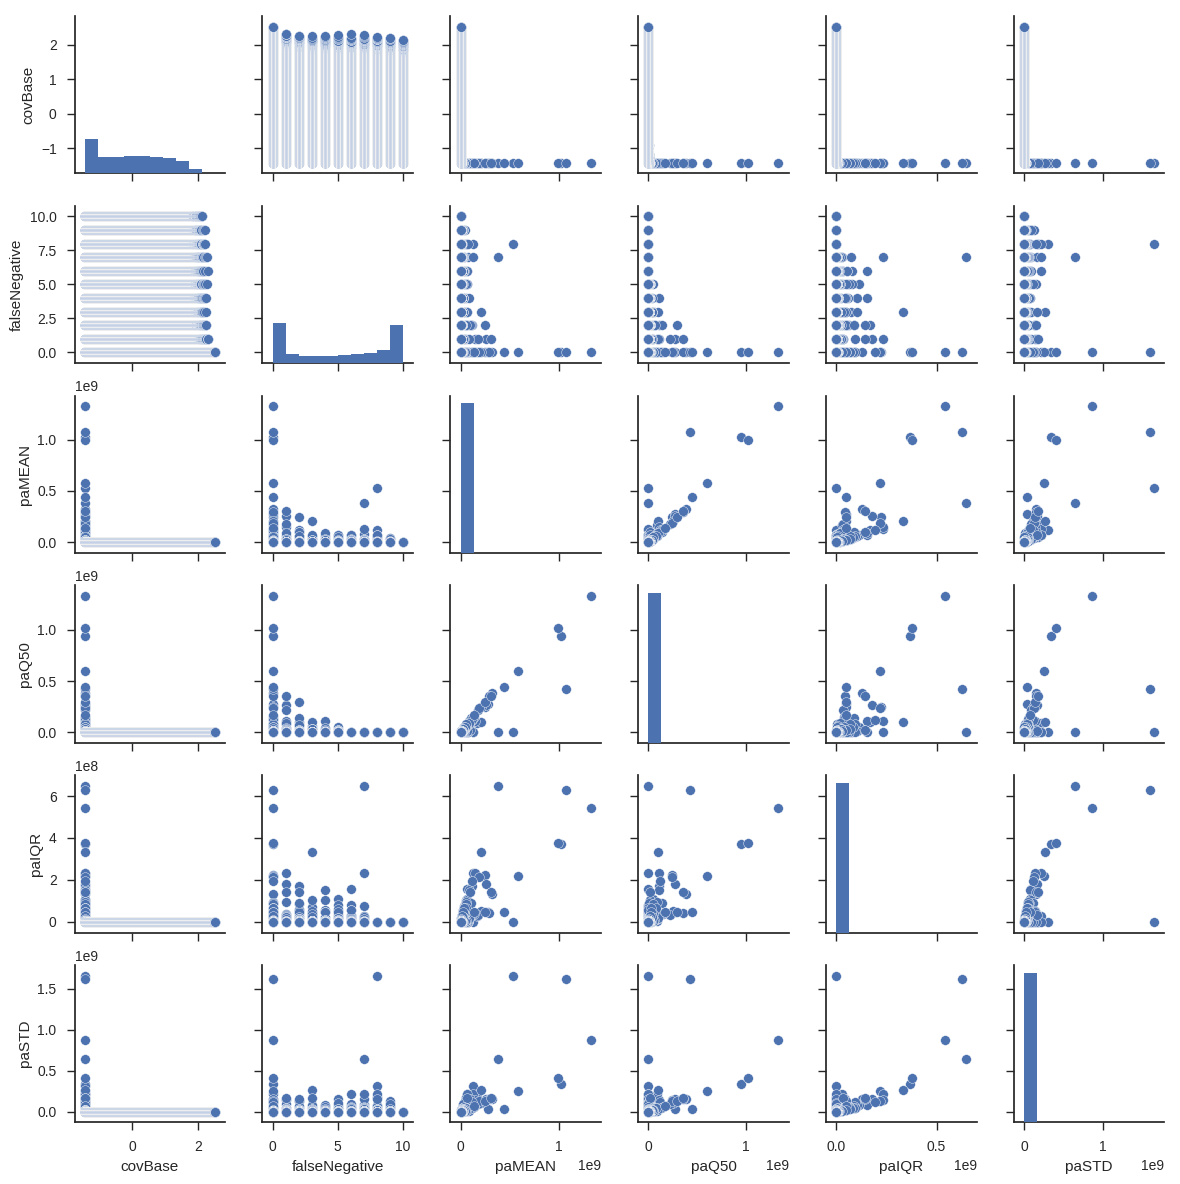 covBase
2
1
0
−1
falseNegative
10.0
7.5
5.0
2.5
0.0
1e9
paMEAN
1.0
0.5
0.0
1e9
paQ50
1.0
0.5
0.0
1e8
paIQR
6
4
2
0
1e9
paSTD
1.5
1.0
0.5
0.0
0 2
0 5 10
0 1
0 1
0.0 0.5
0 1
1e9 1e9 1e9 1e9
covBase falseNegative paMEAN paQ50 paIQR paSTD